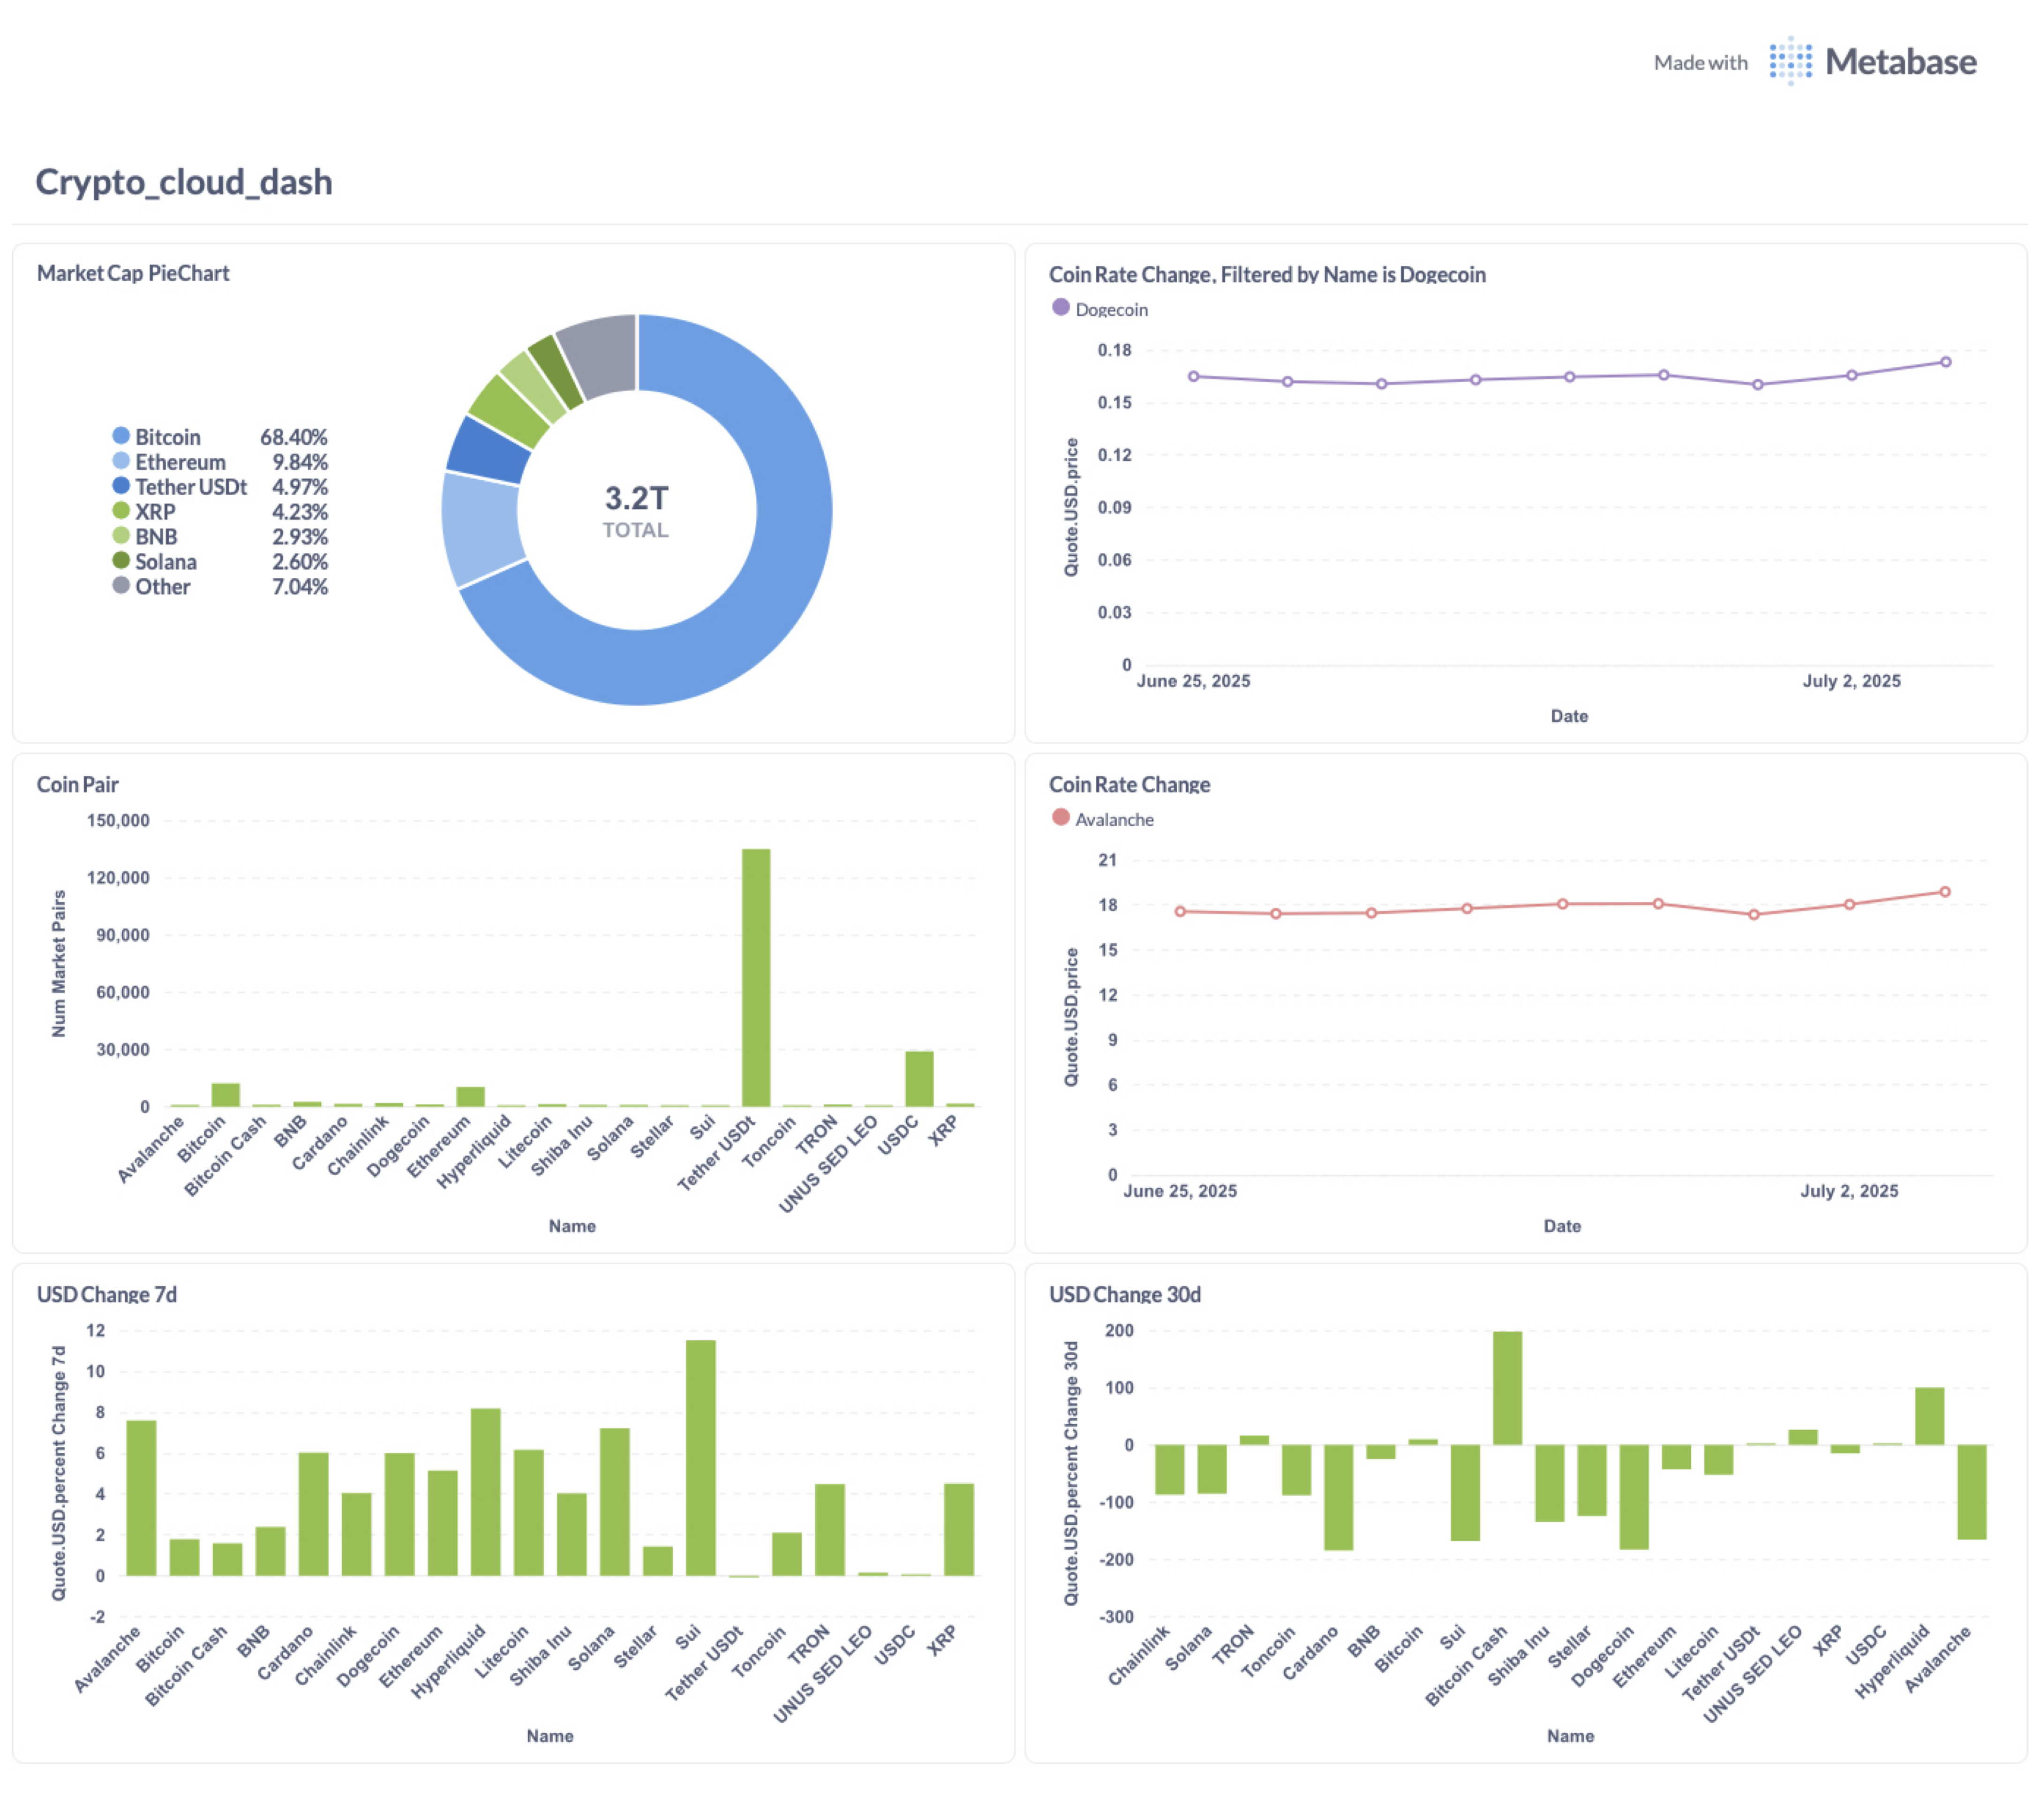 Made with Metabase
Crypto_cloud_dash
Market Cap PieChart
Bitcoin 68.40%
Ethereum 9.84%
Tether USDt 4.97%
XRP 4.23%
BNB 2.93%
Solana 2.60%
Other 7.04%
3.2T
TOTAL
Coin Rate Change, Filtered by Name is Dogecoin
Dogecoin
Quote.USD.price
0.18
0.15
0.12
0.09
0.06
0.03
0
June 25, 2025 July 2, 2025
Date
Coin Pair
Num Market Pairs
150,000
120,000
90,000
60,000
30,000
0
Avalanche Bitcoin Bitcoin Cash BNB Cardano Chainlink Dogecoin Ethereum Hyperliquid Litecoin Shiba Inu Solana Stellar Sui Tether USDt Toncoin TRON UNUS SED LEO USDC XRP
Name
Coin Rate Change
Avalanche
Quote.USD.price
21
18
15
12
9
6
3
0
June 25, 2025 July 2, 2025
Date
USD Change 7d
Quote.USD.percent Change 7d
12
10
8
6
4
2
0
-2
Avalanche Bitcoin Bitcoin Cash BNB Cardano Chainlink Dogecoin Ethereum Hyperliquid Litecoin Shiba Inu Solana Stellar Sui Tether USDt Toncoin TRON UNUS SED LEO USDC XRP
Name
USD Change 30d
Quote.USD.percent Change 30d
200
100
0
-100
-200
-300
Chainlink Solana TRON Toncoin Cardano BNB Bitcoin Sui Bitcoin Cash Shiba Inu Stellar Dogecoin Ethereum Litecoin Tether USDt UNUS SED LEO XRP USDC Hyperliquid Avalanche
Name